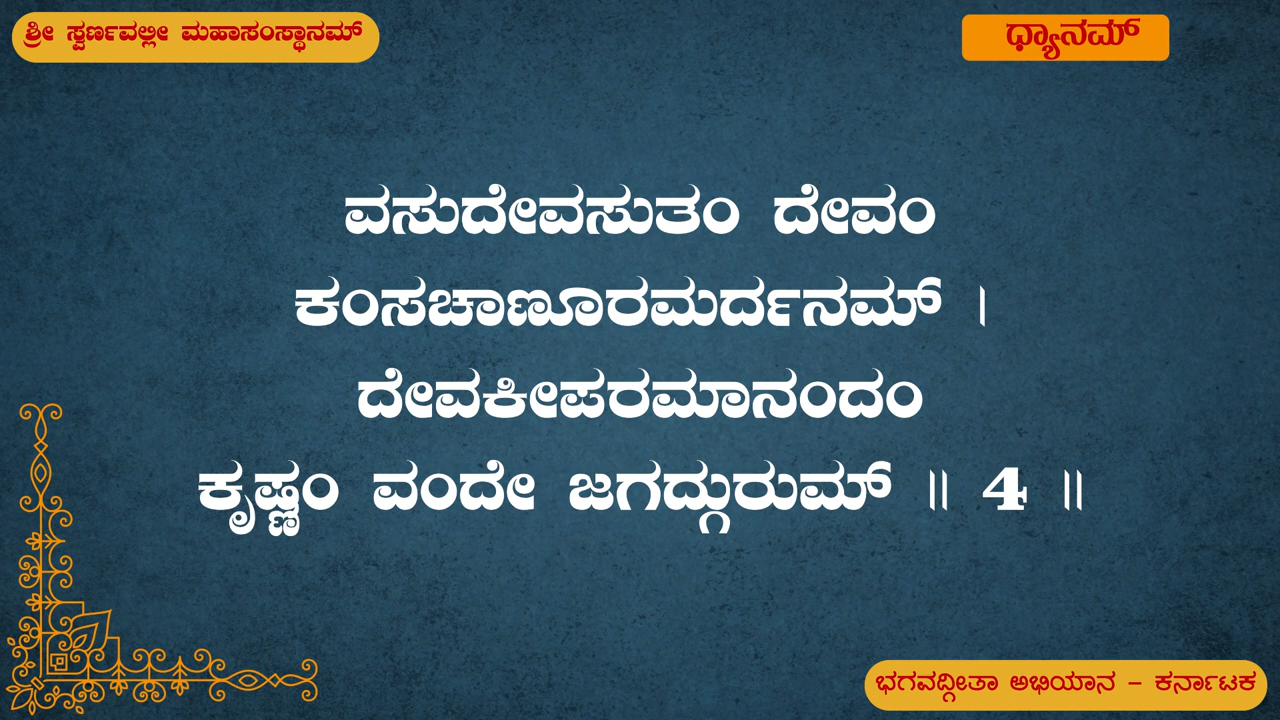 ಶ್ರೀ ಸ್ವರ್ಣವಲ್ಲೀ ಮಹಾಸಂಸ್ಥಾನಮ್
ಧ್ಯಾನಮ್
ವಸುದೇವಸುತಂ ದೇವಂ
ಕಂಸಚಾಣೂರಮರ್ದನಮ್ ।
ದೇವಕೀಪರಮಾನಂದಂ
ಕೃಷ್ಣಂ ವಂದೇ ಜಗದ್ಗುರುಮ್ ॥ 4 ॥
ಭಗವದ್ಗೀತಾ ಅಭಿಯಾನ – ಕರ್ನಾಟಕ